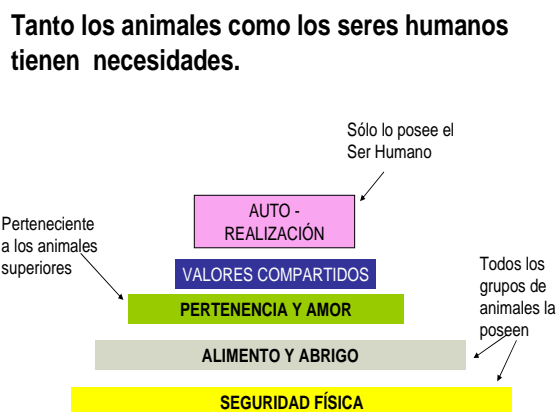 Tanto los animales como los seres humanos
tienen necesidades.
Sólo lo posee el
Ser Humano
AUTO -
REALIZACIÓN
Perteneciente
a los animales
superiores
VALORES COMPARTIDOS
Todos los
grupos de
animales la
poseen
PERTENENCIA Y AMOR
ALIMENTO Y ABRIGO
SEGURIDAD FÍSICA